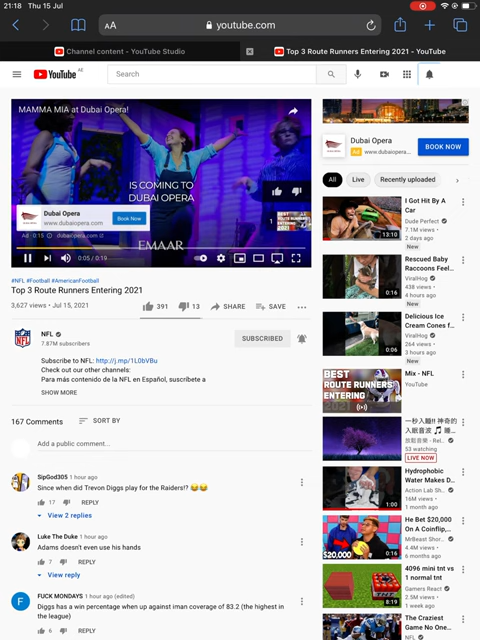 21:18 Thu 15 Jul
AA
youtube.com
Channel content - YouTube Studio
Top 3 Route Runners Entering 2021 - YouTube
YouTube AE
Search
MAMMA MIA at Dubai Opera!
IS COMING TO
DUBAI OPERA
EMAAR
Dubai Opera
www.dubaiopera.com
Book Now
Ad · 0:15
dubaiopera.com
1
BEST
ROUTE RUNNERS
ENTERING
0:05 / 0:19
#NFL #Football #AmericanFootball
Top 3 Route Runners Entering 2021
3,627 views • Jul 15, 2021
391
13
SHARE
SAVE
NFL
7.87M subscribers
SUBSCRIBED
Subscribe to NFL: http://j.mp/1L0bVBu
Check out our other channels:
Para más contenido de la NFL en Español, suscríbete a
SHOW MORE
167 Comments
SORT BY
Add a public comment...
SipGod305 1 hour ago
Since when did Trevon Diggs play for the Raiders!? 😂😂
17
REPLY
View 2 replies
Luke The Duke 1 hour ago
Adams doesn't even use his hands
7
REPLY
View reply
F
FUCK MONDAYS 1 hour ago (edited)
Diggs has a win percentage when up against iman coverage of 83.2 (the highest in
the league)
6
REPLY
Dubai Opera
Ad www.dubaiopera...
BOOK NOW
All
Live
Recently uploaded
I Got Hit By A
Car
Dude Perfect
7.1M views •
2 days ago
New
13:10
Rescued Baby
Raccoons Feel...
ViralHog
438 views •
4 hours ago
New
0:16
Delicious Ice
Cream Cones f...
ViralHog
264 views •
3 hours ago
New
0:06
BEST
ROUTE RUNNERS
ENTERING
2021
Mix - NFL
YouTube
一秒入睡!! 神奇的
入眠音波 🎵 睡...
放鬆音樂 - Rel...
53 watching
LIVE NOW
Hydrophobic
Water Makes D...
Action Lab Sh...
16M views •
1 month ago
1:00
He Bet $20,000
On A Coinflip,...
MrBeast Shor...
4.4M views •
6 months ago
$20,000
0:16
4096 mini tnt vs
1 normal tnt
Gamers React
2.5M views •
1 week ago
TNT
8:19
The Craziest
Game No One...
NFL